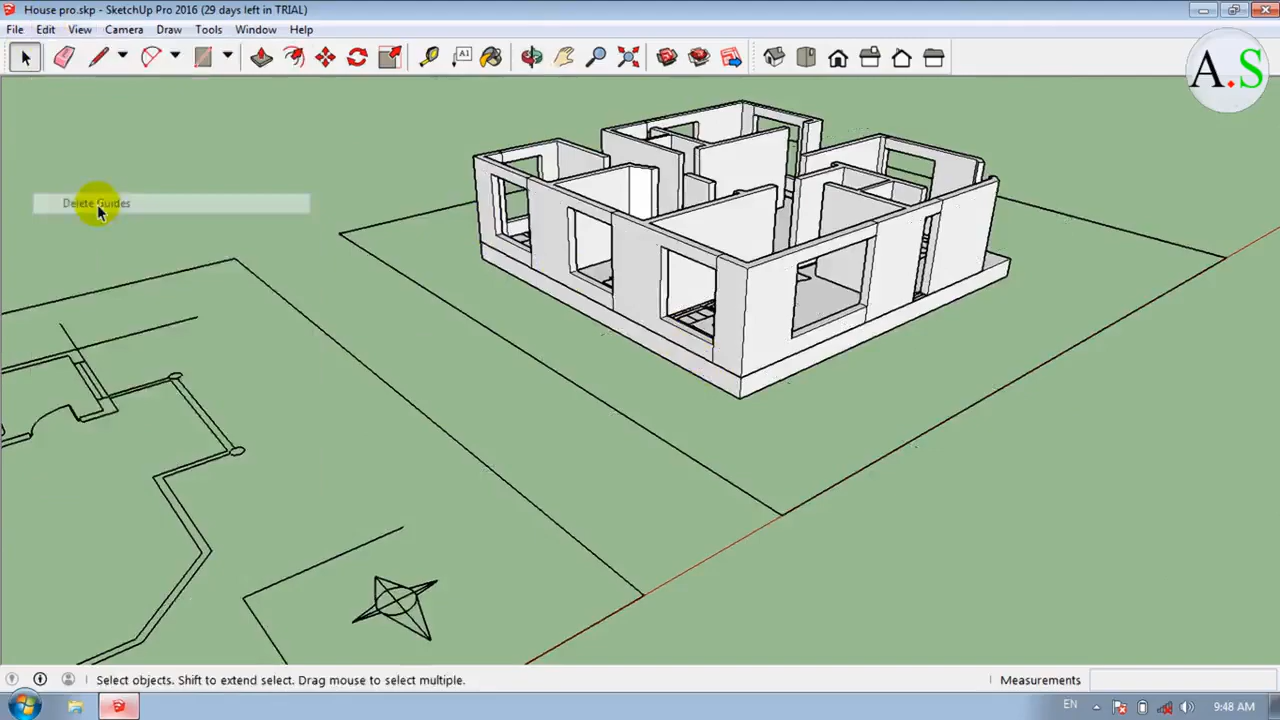 House pro.skp - SketchUp Pro 2016 (29 days left in TRIAL)
File Edit View Camera Draw Tools Window Help
A1
A.S
Delete Guides
Select objects. Shift to extend select. Drag mouse to select multiple.
Measurements
EN
9:48 AM